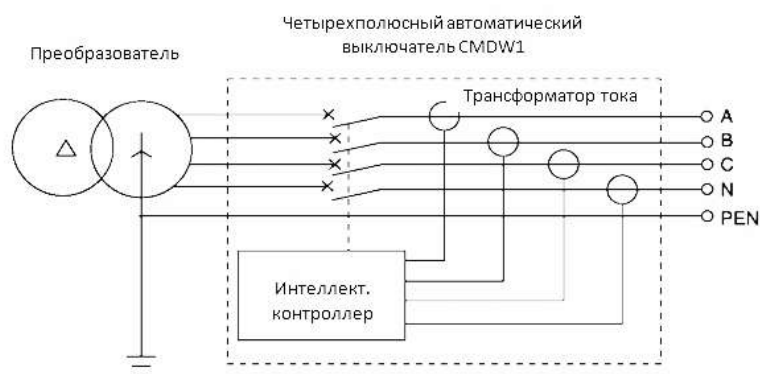 Четырехполюсный автоматический
выключатель CMDW1
Преобразователь
Трансформатор тока
A
B
C
N
PEN
Интеллект.
контроллер